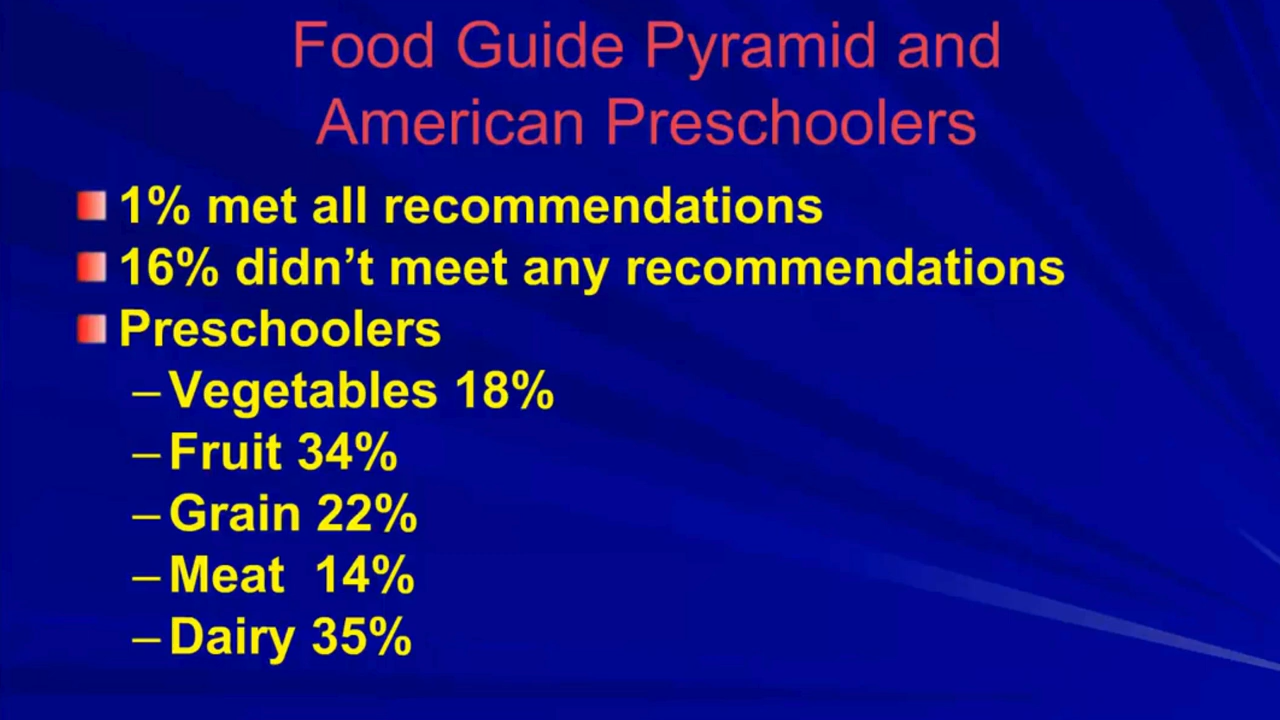 Food Guide Pyramid and
American Preschoolers
1% met all recommendations
16% didn’t meet any recommendations
Preschoolers
–Vegetables 18%
–Fruit 34%
–Grain 22%
–Meat  14%
–Dairy 35%